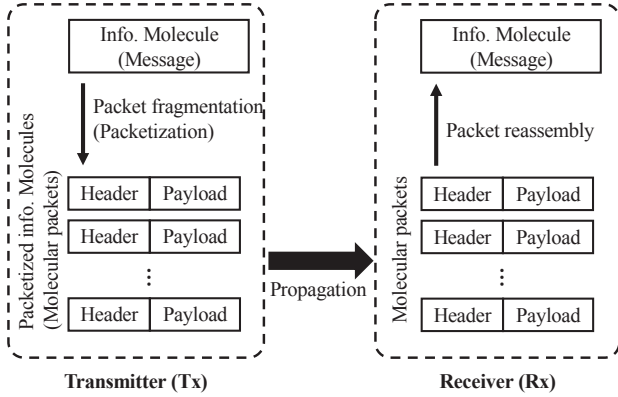 Info. Molecule
(Message)
Packet fragmentation
(Packetization)
Packetized info. Molecules
(Molecular packets)
Header Payload
Header Payload
...
Header Payload
Transmitter (Tx)
Propagation
Info. Molecule
(Message)
Packet reassembly
Molecular packets
Header Payload
Header Payload
...
Header Payload
Receiver (Rx)